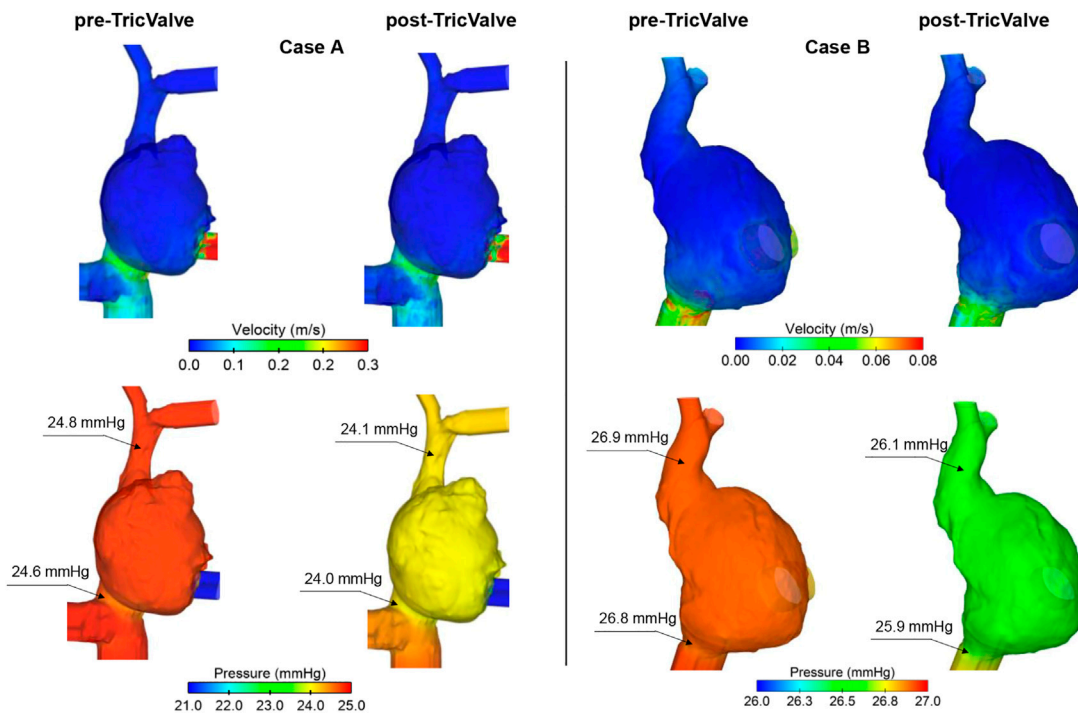 pre-TricValve post-TricValve pre-TricValve post-TricValve
Case A Case B
Velocity (m/s)
0.0 0.1 0.2 0.2 0.3
Velocity (m/s)
0.00 0.02 0.04 0.06 0.08
24.8 mmHg
24.1 mmHg
26.9 mmHg
26.1 mmHg
24.6 mmHg
24.0 mmHg
26.8 mmHg
25.9 mmHg
Pressure (mmHg)
21.0 22.0 23.0 24.0 25.0
Pressure (mmHg)
26.0 26.3 26.5 26.8 27.0